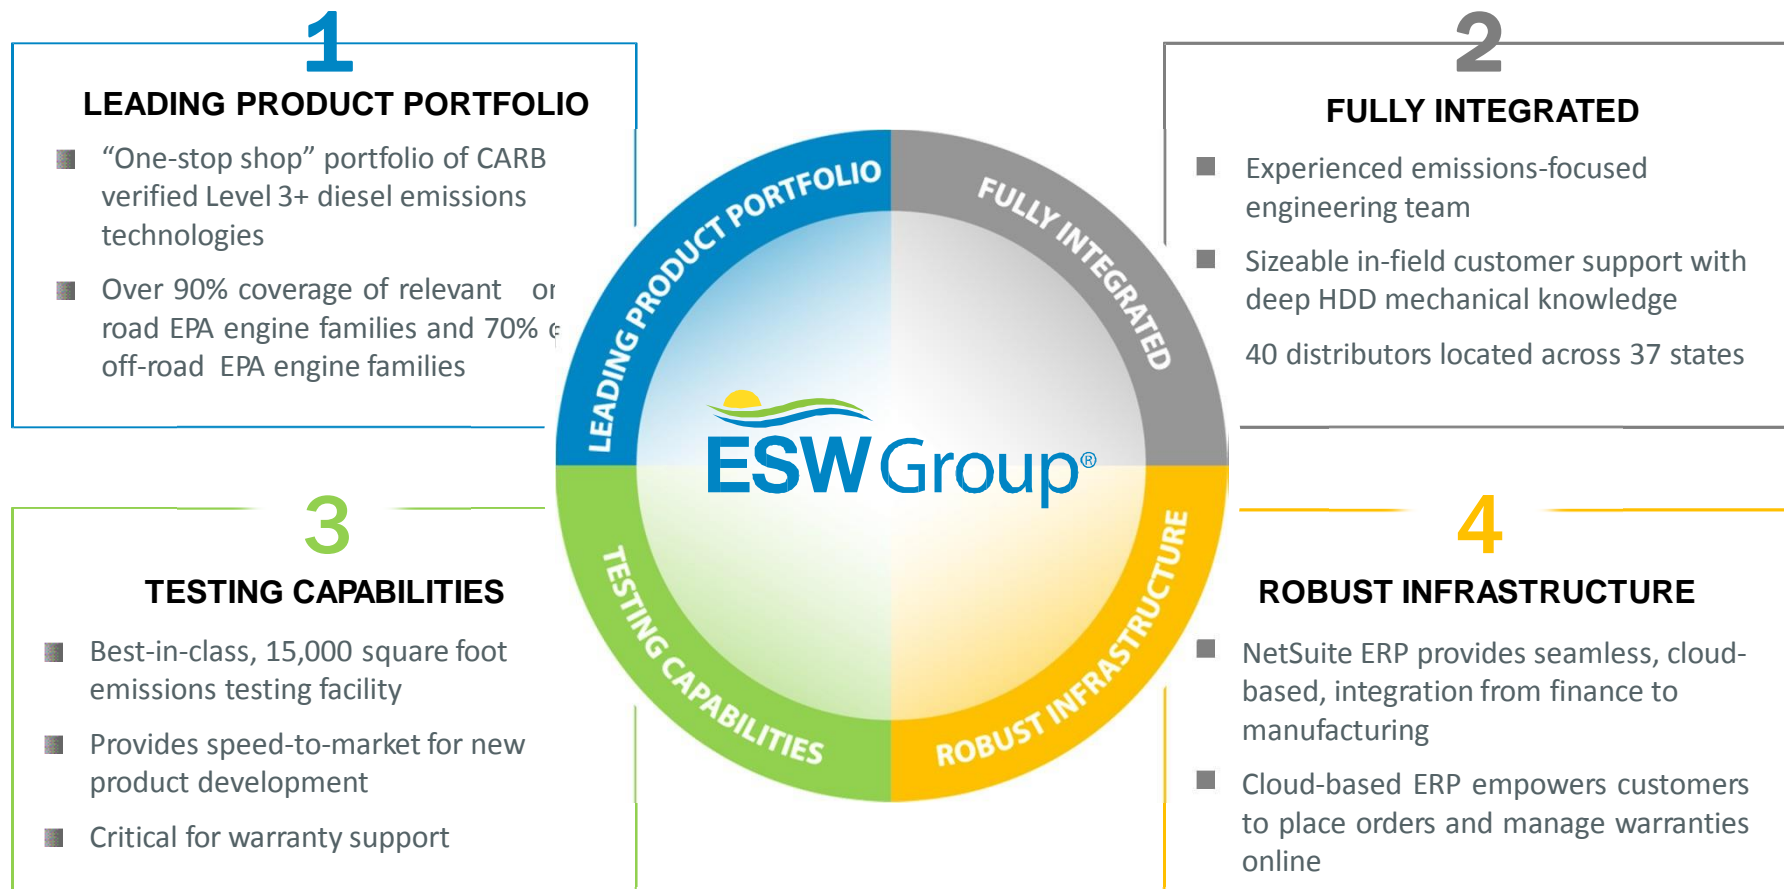 1
LEADING PRODUCT PORTFOLIO
“One-stop shop” portfolio of CARB
verified Level 3+ diesel emissions
technologies
Over 90% coverage of relevant
road EPA engine families and 70%
off-road EPA engine families
2
FULLY INTEGRATED
Experienced emissions-focused
engineering team
Sizeable in-field customer support with
deep HDD mechanical knowledge
40 distributors located across 37 states
LEADING PRODUCT PORTFOLIO
FULLY INTEGRATED
TESTING CAPABILITIES
ROBUST INFRASTRUCTURE
ESW Group®
3
TESTING CAPABILITIES
Best-in-class, 15,000 square foot
emissions testing facility
Provides speed-to-market for new
product development
Critical for warranty support
4
ROBUST INFRASTRUCTURE
NetSuite ERP provides seamless, cloud-
based, integration from finance to
manufacturing
Cloud-based ERP empowers customers
to place orders and manage warranties
online